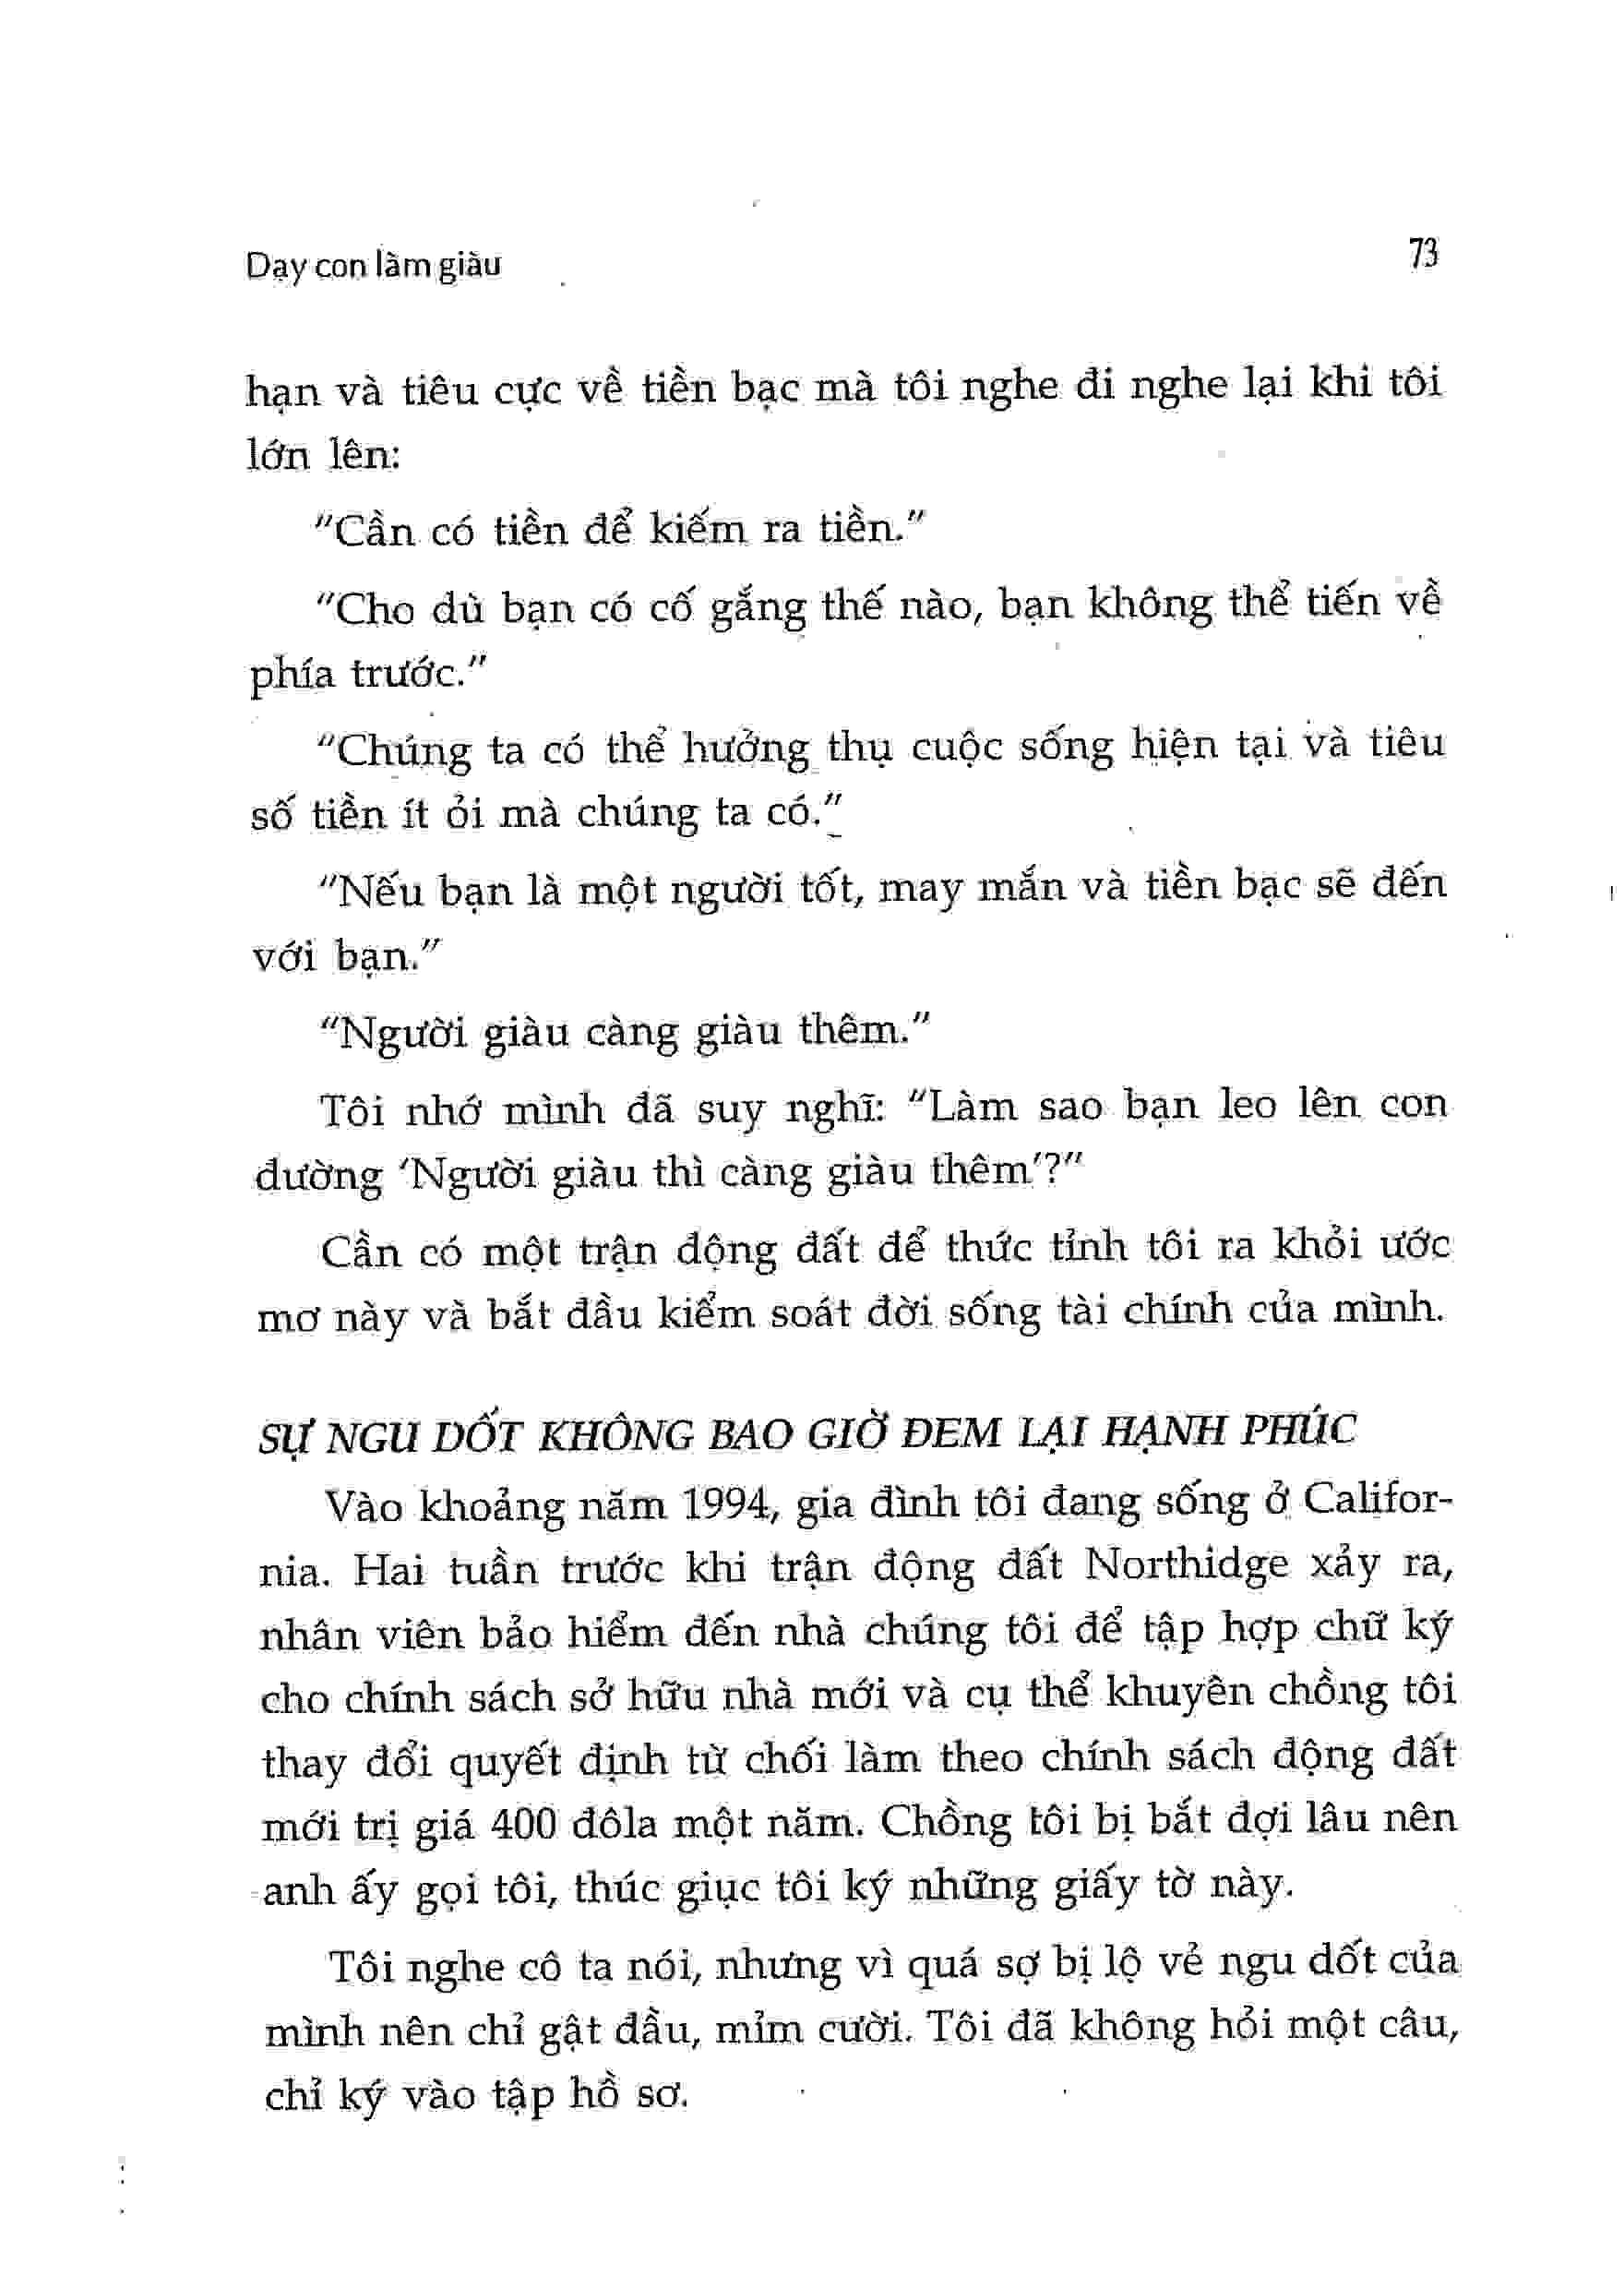 Dạy con làm giàu
73
hạn và tiêu cực về tiền bạc mà tôi nghe đi nghe lại khi tôi
lớn lên:
"Cần có tiền để kiếm ra tiền."
"Cho dù bạn có cố gắng thế nào, bạn không thể tiến về
phía trước."
"Chúng ta có thể hưởng thụ cuộc sống hiện tại và tiêu
số tiền ít ỏi mà chúng ta có."
"Nếu bạn là một người tốt, may mắn và tiền bạc sẽ đến
với bạn."
"Người giàu càng giàu thêm."
Tôi nhớ mình đã suy nghĩ: "Làm sao bạn leo lên con
đường 'Người giàu thì càng giàu thêm'?"
Cần có một trận động đất để thức tỉnh tôi ra khỏi ước
mơ này và bắt đầu kiểm soát đời sống tài chính của mình.
SỰ NGU DỐT KHÔNG BAO GIỜ ĐEM LẠI HẠNH PHÚC
Vào khoảng năm 1994, gia đình tôi đang sống ở Califor-
nia. Hai tuần trước khi trận động đất Northidge xảy ra,
nhân viên bảo hiểm đến nhà chúng tôi để tập hợp chữ ký
cho chính sách sở hữu nhà mới và cụ thể khuyên chồng tôi
thay đổi quyết định từ chối làm theo chính sách động đất
mới trị giá 400 đôla một năm. Chồng tôi bị bắt đợi lâu nên
anh ấy gọi tôi, thúc giục tôi ký những giấy tờ này.
Tôi nghe cô ta nói, nhưng vì quá sợ bị lộ vẻ ngu dốt của
mình nên chỉ gật đầu, mỉm cười. Tôi đã không hỏi một câu,
chỉ ký vào tập hồ sơ.